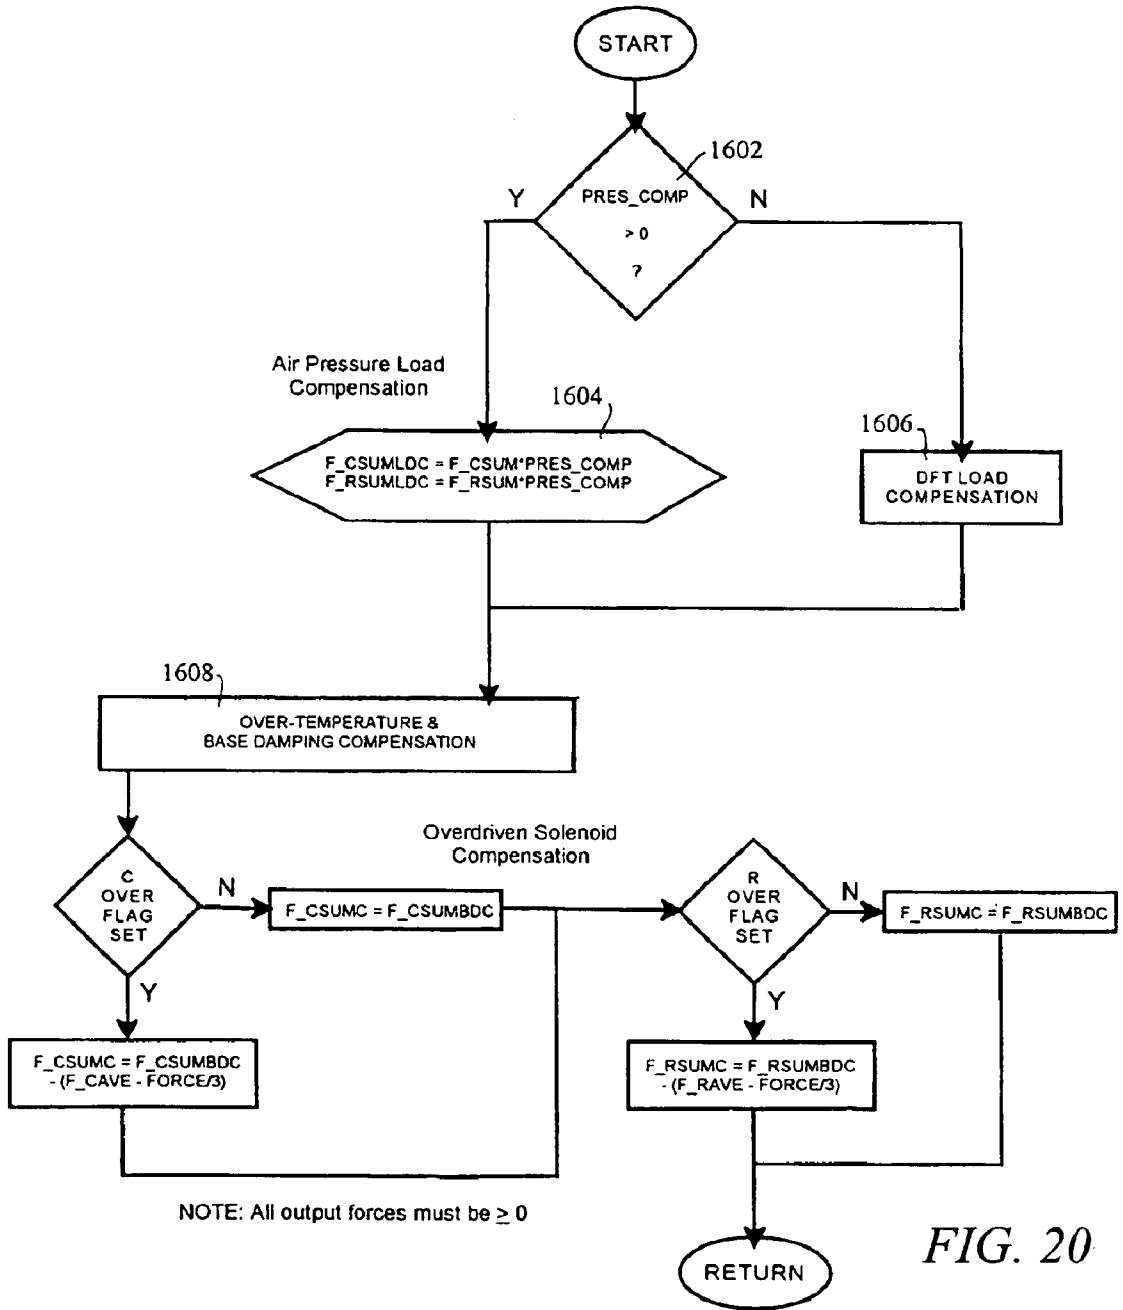 START
1602
Y
PRES_COMP
N
> 0
?
Air Pressure Load
Compensation
1604
F_CSUMLDC = F_CSUM*PRES_COMP
F_RSUMLDC = F_RSUM*PRES_COMP
1606
DFT LOAD
COMPENSATION
1608
OVER-TEMPERATURE &
BASE DAMPING COMPENSATION
Overdriven Solenoid
Compensation
C
OVER
FLAG
SET
N
F_CSUMC = F_CSUMBDC
R
OVER
FLAG
SET
N
F_RSUMC = F_RSUMBDC
Y
F_CSUMC = F_CSUMBDC
- (F_CAVE - FORCE/3)
Y
F_RSUMC = F_RSUMBDC
- (F_RAVE - FORCE/3)
NOTE: All output forces must be ≥ 0
RETURN
FIG. 20